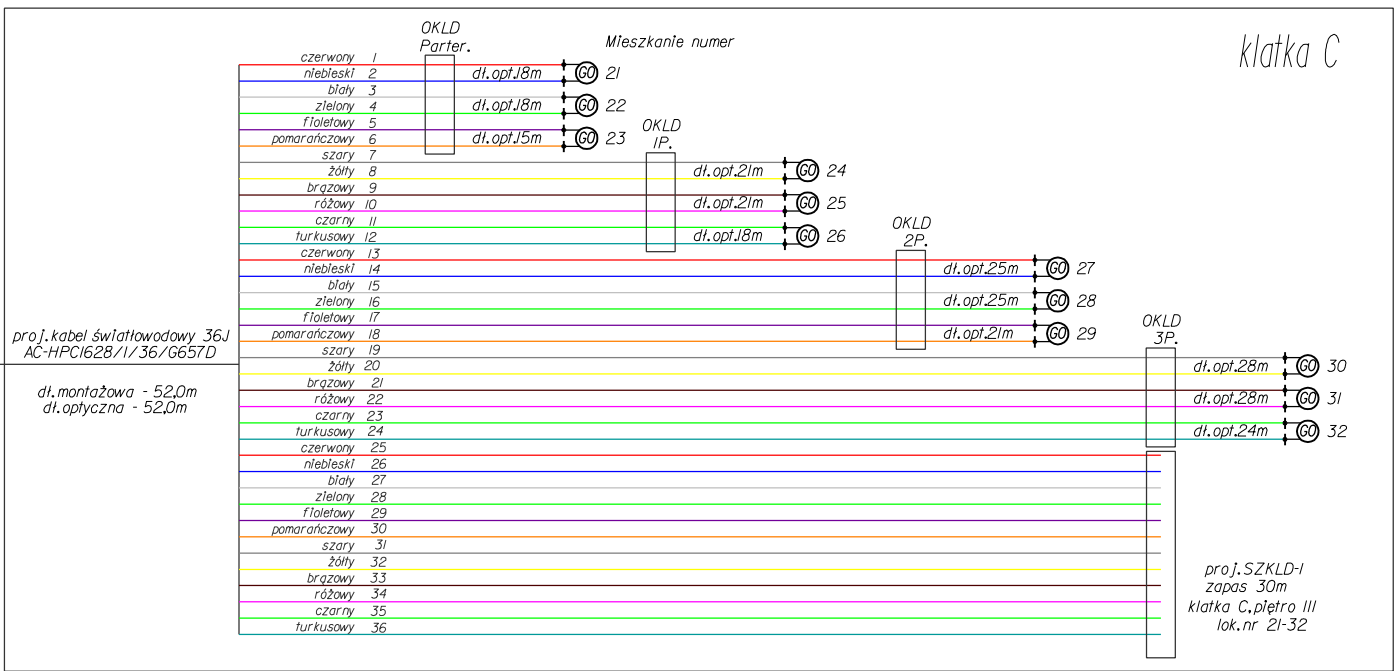 klatka C
OKLD
Parter.
Mieszkanie numer
czerwony 1
niebieski 2
dł.opt.18m
GO 21
biały 3
zielony 4
dł.opt.18m
GO 22
fioletowy 5
pomarańczowy 6
dł.opt.15m
GO 23
OKLD
1P.
szary 7
żółty 8
dł.opt.21m
GO 24
brązowy 9
różowy 10
dł.opt.21m
GO 25
czarny 11
turkusowy 12
dł.opt.18m
GO 26
OKLD
2P.
czerwony 13
niebieski 14
dł.opt.25m
GO 27
biały 15
zielony 16
dł.opt.25m
GO 28
fioletowy 17
pomarańczowy 18
dł.opt.21m
GO 29
OKLD
3P.
proj.kabel światłowodowy 36J
AC-HPC1628/1/36/G657D
dł.montażowa - 52,0m
dł.optyczna - 52,0m
szary 19
żółty 20
dł.opt.28m
GO 30
brązowy 21
różowy 22
dł.opt.28m
GO 31
czarny 23
turkusowy 24
dł.opt.24m
GO 32
czerwony 25
niebieski 26
biały 27
zielony 28
fioletowy 29
pomarańczowy 30
szary 31
żółty 32
brązowy 33
różowy 34
czarny 35
turkusowy 36
proj.SZKLD-1
zapas 30m
klatka C,piętro III
lok.nr 21-32